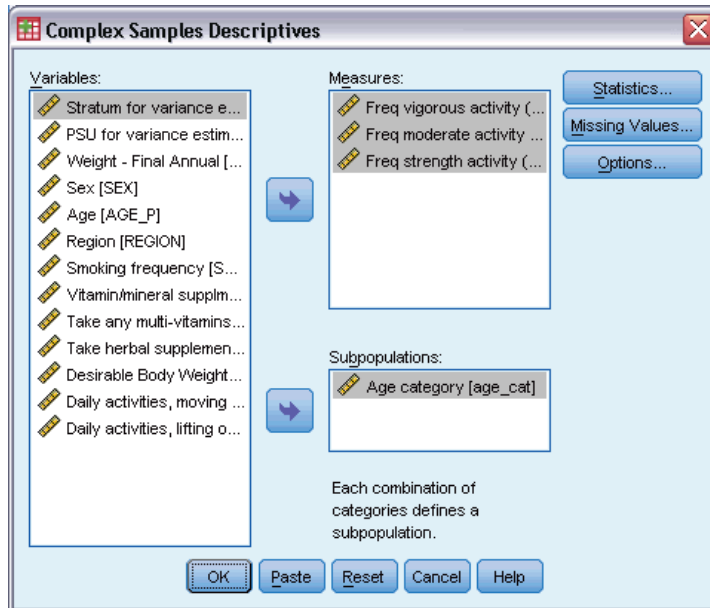 Complex Samples Descriptives
Variables:
Stratum for variance e...
PSU for variance estim...
Weight - Final Annual [...
Sex [SEX]
Age [AGE_P]
Region [REGION]
Smoking frequency [S...
Vitamin/mineral supplm...
Take any multi-vitamins...
Take herbal supplemen...
Desirable Body Weight...
Daily activities, moving ...
Daily activities, lifting o...
Measures:
Freq vigorous activity (...
Freq moderate activity ...
Freq strength activity (...
Subpopulations:
Age category [age_cat]
Each combination of
categories defines a
subpopulation.
Statistics...
Missing Values...
Options...
OK Paste Reset Cancel Help